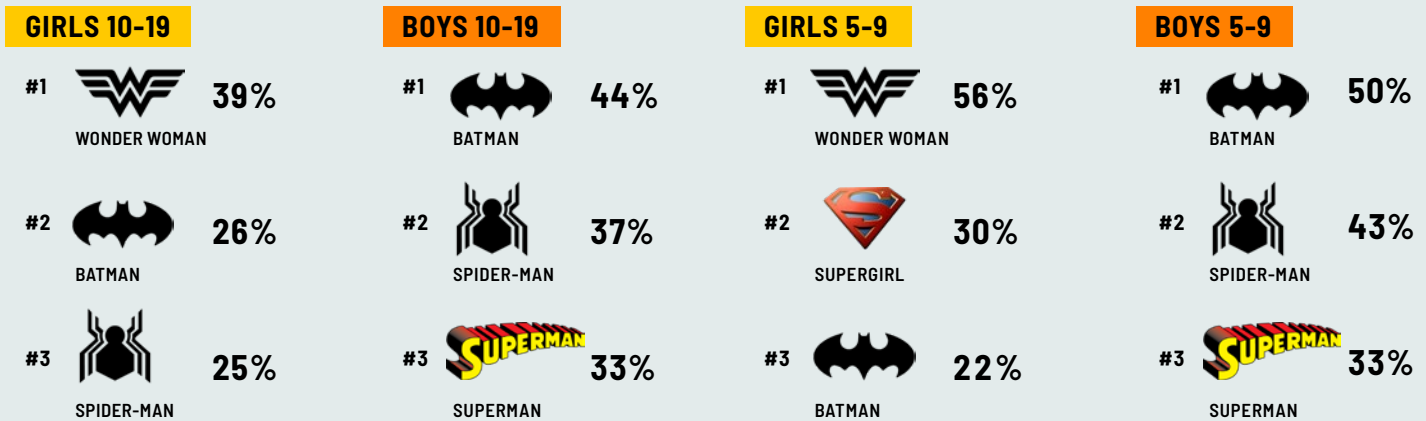 GIRLS 10-19
#1 39%
WONDER WOMAN
#2 26%
BATMAN
#3 25%
SPIDER-MAN
BOYS 10-19
#1 44%
BATMAN
#2 37%
SPIDER-MAN
#3 SUPERMAN 33%
SUPERMAN
GIRLS 5-9
#1 56%
WONDER WOMAN
#2 30%
SUPERGIRL
#3 22%
BATMAN
BOYS 5-9
#1 50%
BATMAN
#2 43%
SPIDER-MAN
#3 SUPERMAN 33%
SUPERMAN